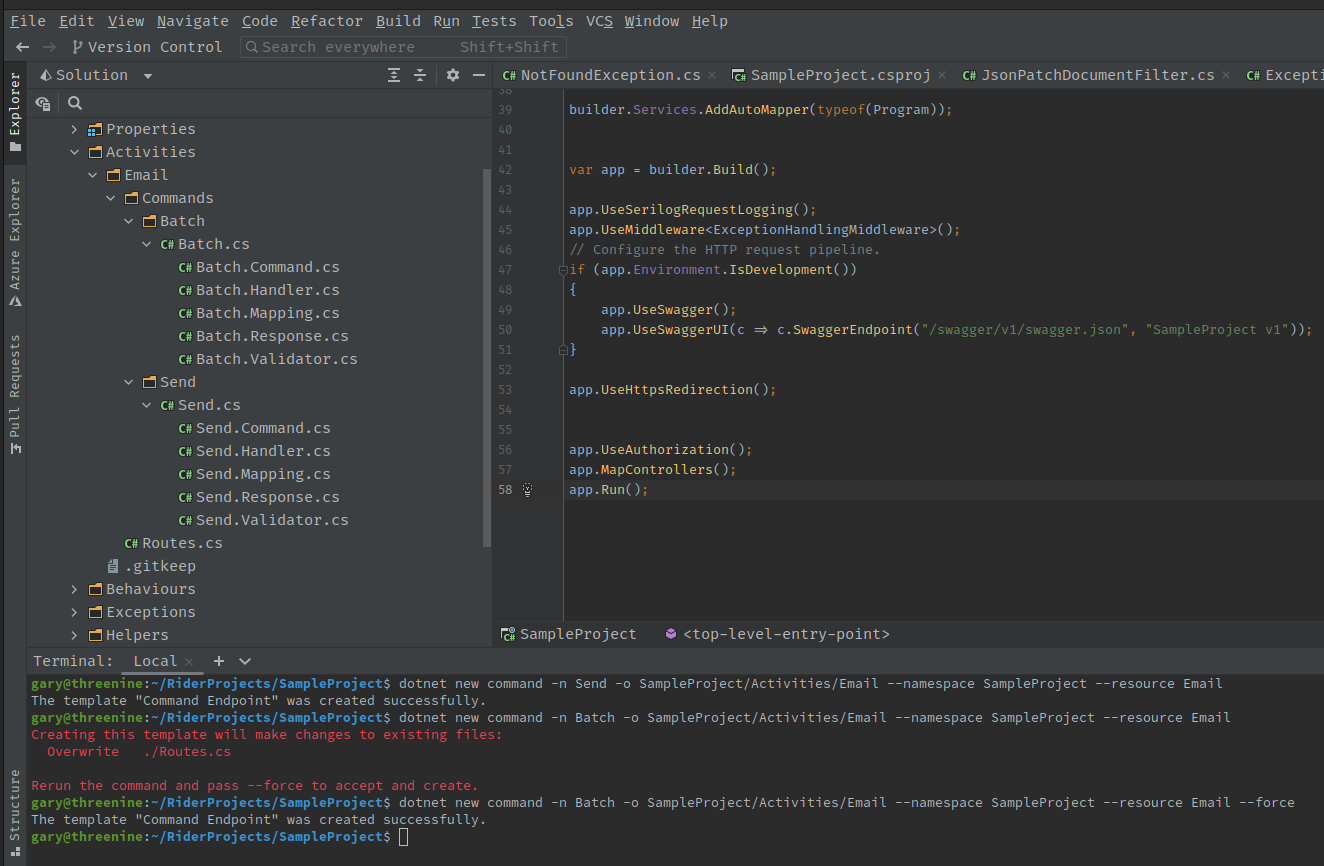 File Edit View Navigate Code Refactor Build Run Tests Tools VCS Window Help
Version Control Search everywhere Shift+Shift
Explorer
Azure Explorer
Pull Requests
Structure
Solution
Properties
Activities
Email
Commands
Batch
C# Batch.cs
C# Batch.Command.cs
C# Batch.Handler.cs
C# Batch.Mapping.cs
C# Batch.Response.cs
C# Batch.Validator.cs
Send
C# Send.cs
C# Send.Command.cs
C# Send.Handler.cs
C# Send.Mapping.cs
C# Send.Response.cs
C# Send.Validator.cs
C# Routes.cs
.gitkeep
Behaviours
Exceptions
Helpers
C# NotFoundException.cs SampleProject.csproj C# JsonPatchDocumentFilter.cs C# Excepti
38
39 builder.Services.AddAutoMapper(typeof(Program));
40
41
42 var app = builder.Build();
43
44 app.UseSerilogRequestLogging();
45 app.UseMiddleware<ExceptionHandlingMiddleware>();
46 // Configure the HTTP request pipeline.
47 if (app.Environment.IsDevelopment())
48 {
49 app.UseSwagger();
50 app.UseSwaggerUI(c => c.SwaggerEndpoint("/swagger/v1/swagger.json", "SampleProject v1"));
51 }
52
53 app.UseHttpsRedirection();
54
55
56 app.UseAuthorization();
57 app.MapControllers();
58 app.Run();
C# SampleProject <top-level-entry-point>
Terminal: Local
gary@threenine:~/RiderProjects/SampleProject$ dotnet new command -n Send -o SampleProject/Activities/Email --namespace SampleProject --resource Email
The template "Command Endpoint" was created successfully.
gary@threenine:~/RiderProjects/SampleProject$ dotnet new command -n Batch -o SampleProject/Activities/Email --namespace SampleProject --resource Email
Creating this template will make changes to existing files:
Overwrite ./Routes.cs
Rerun the command and pass --force to accept and create.
gary@threenine:~/RiderProjects/SampleProject$ dotnet new command -n Batch -o SampleProject/Activities/Email --namespace SampleProject --resource Email --force
The template "Command Endpoint" was created successfully.
gary@threenine:~/RiderProjects/SampleProject$